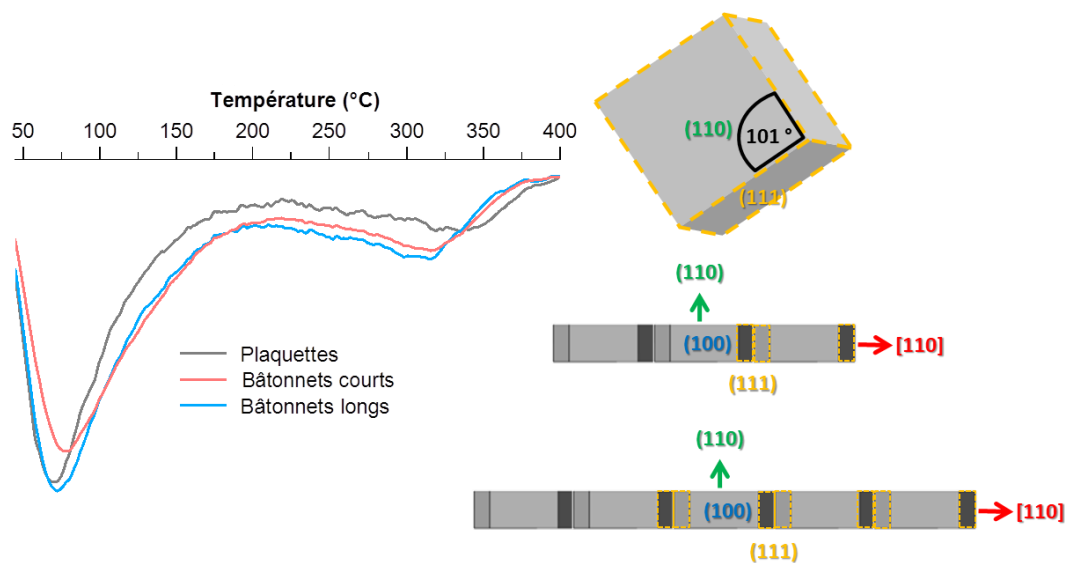 Température (°C)
50 100 150 200 250 300 350 400
Plaquettes
Bâtonnets courts
Bâtonnets longs
(110)
101 °
(111)
(110)
(100)
[110]
(111)
(110)
(100)
[110]
(111)